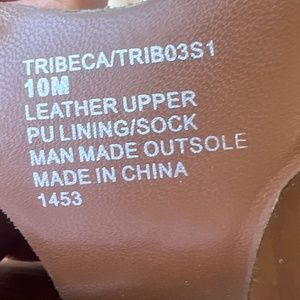 TRIBECA/TRIB03S1
10M
LEATHER UPPER
PU LINING/SOCK
MAN MADE OUTSOLE
MADE IN CHINA
1453